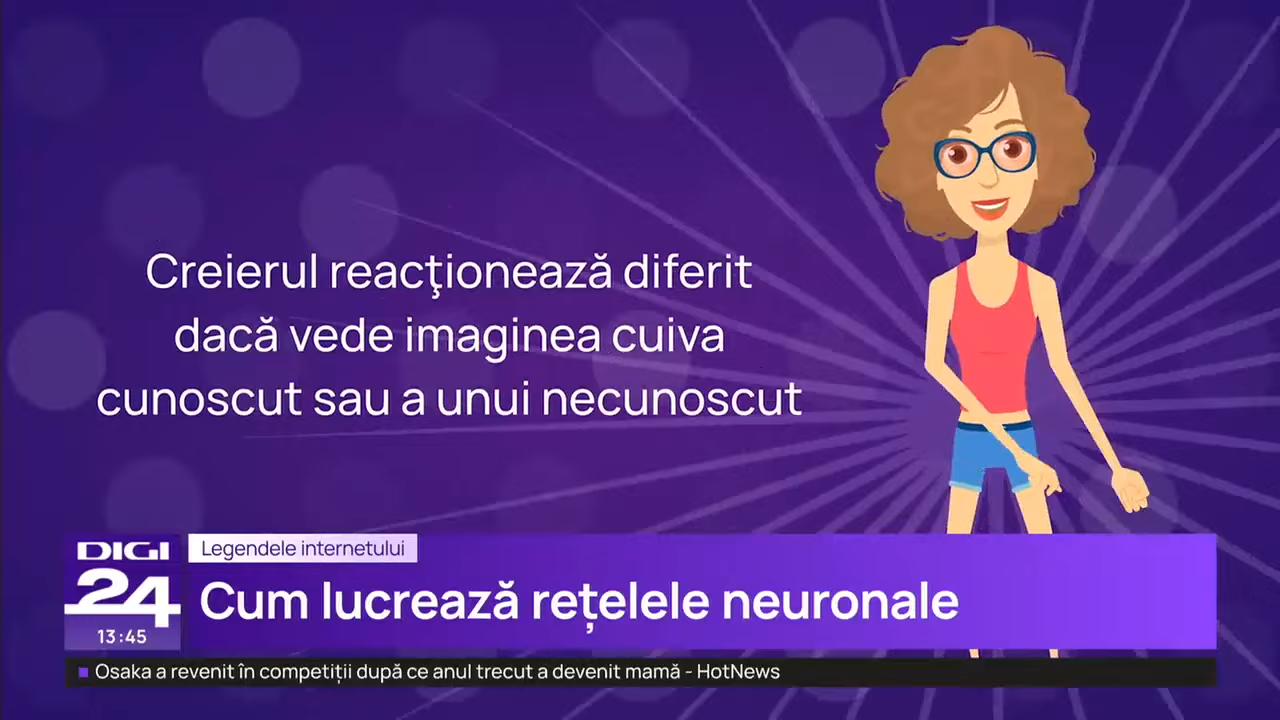 Creierul reacţionează diferit
dacă vede imaginea cuiva
cunoscut sau a unui necunoscut
DIGI
24
13:45
Legendele internetului
Cum lucrează rețelele neuronale
Osaka a revenit în competiții după ce anul trecut a devenit mamă - HotNews